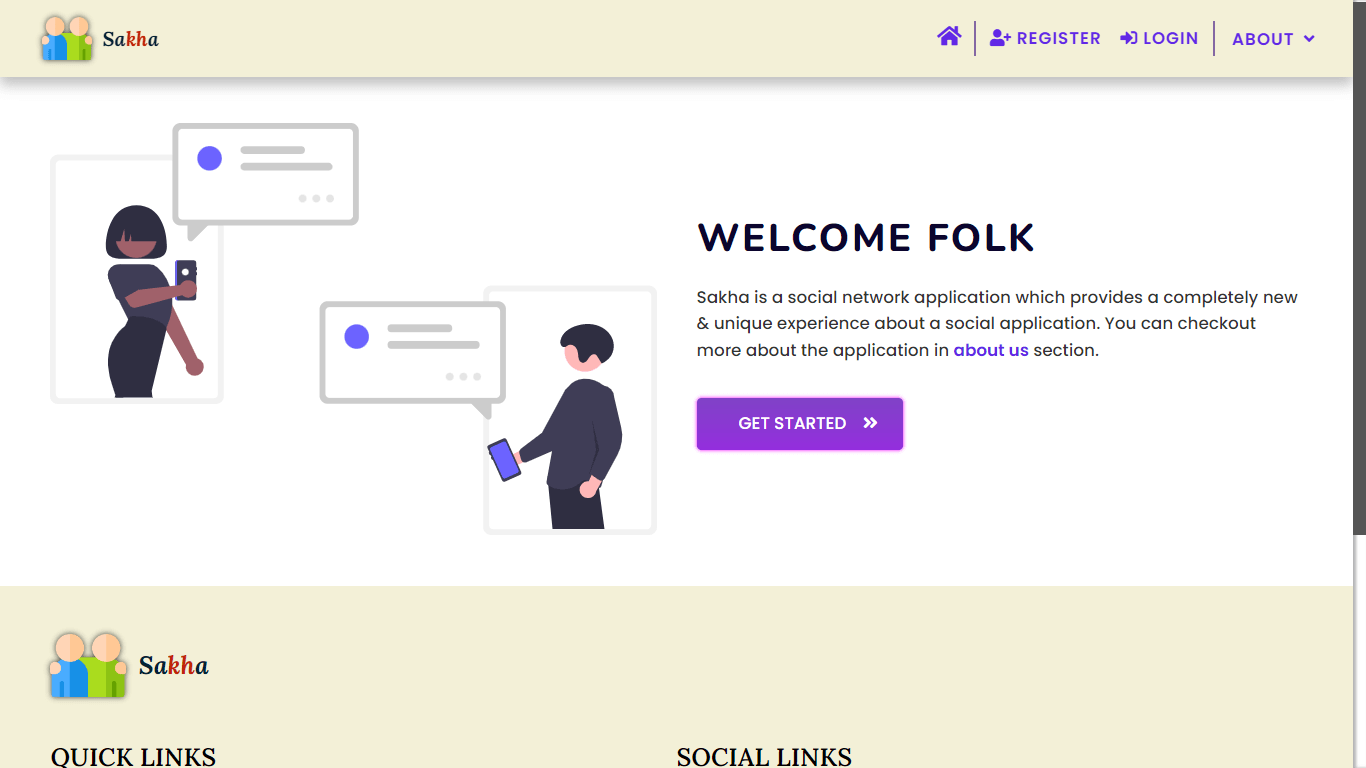 Sakha
REGISTER
LOGIN
ABOUT
WELCOME FOLK
Sakha is a social network application which provides a completely new
& unique experience about a social application. You can checkout
more about the application in about us section.
GET STARTED
Sakha
QUICK LINKS
SOCIAL LINKS